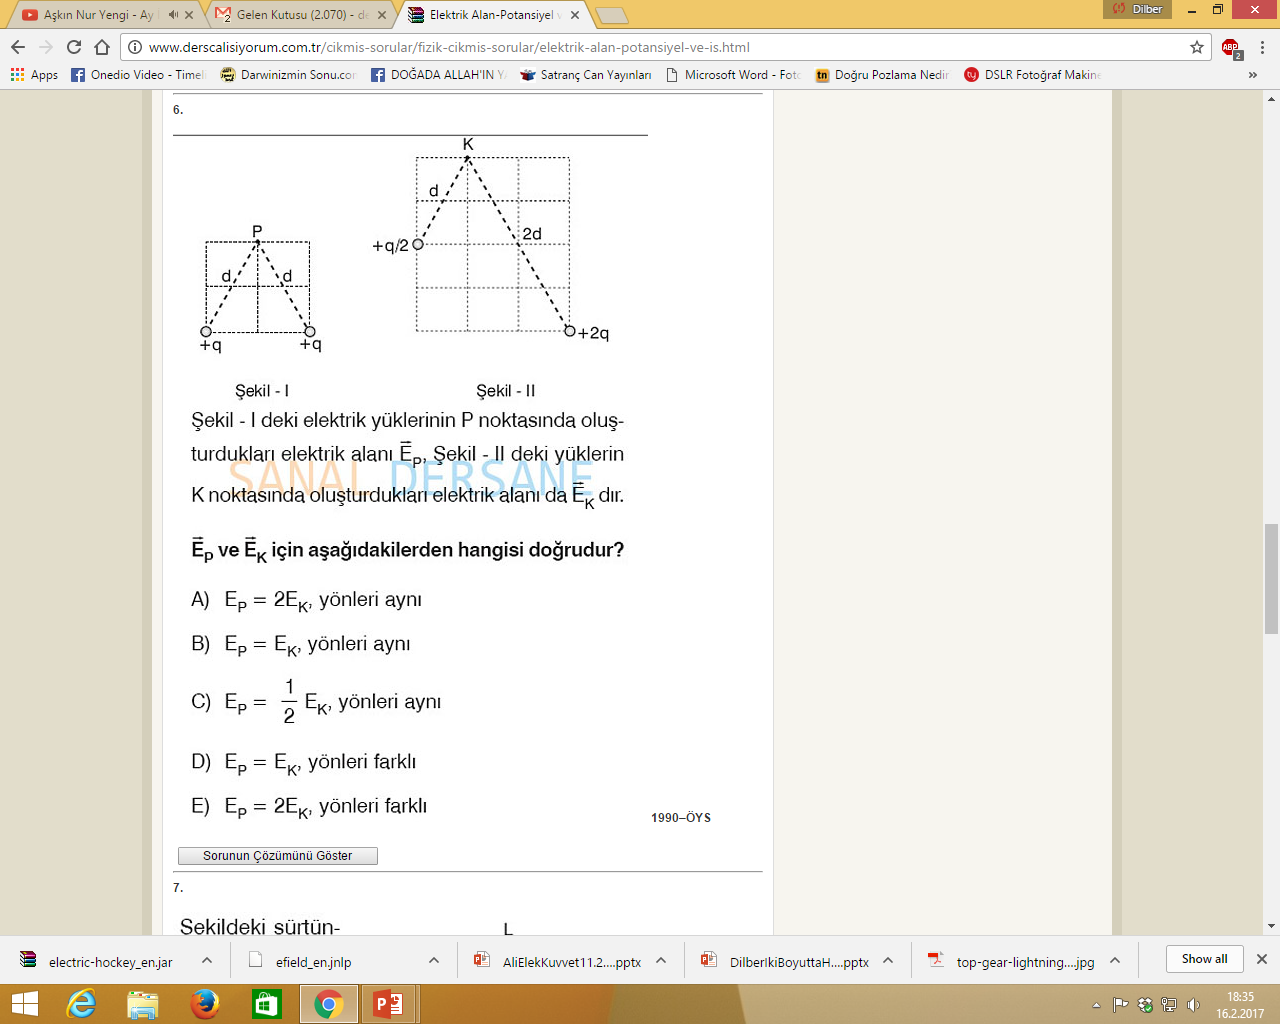 Aşkın Nur Yengi - Ay
Gelen Kutusu (2.070) - de
Elektrik Alan-Potansiyel v
Dilber
www.derscalisiyorum.com.tr/cikmis-sorular/fizik-cikmis-sorular/elektrik-alan-potansiyel-ve-is.html
ABP
2
Apps
Onedio Video - Timel
Darwinizmin Sonu.com
DOĞADA ALLAH'IN YA
Satranç Can Yayınları
Microsoft Word - Foto
Doğru Pozlama Nedir
DSLR Fotoğraf Makine
6.
K
d
P
+q/2
2d
d
d
+2q
+q
+q
Şekil - I
Şekil - II
Şekil - I deki elektrik yüklerinin P noktasında oluş-
turdukları elektrik alanı E⃗P, Şekil - II deki yüklerin
SANAL DERSANE
K noktasında oluşturdukları elektrik alanı da E⃗K dır.
E⃗P ve E⃗K için aşağıdakilerden hangisi doğrudur?
A) EP = 2EK, yönleri aynı
B) EP = EK, yönleri aynı
C) EP = 1/2 EK, yönleri aynı
D) EP = EK, yönleri farklı
E) EP = 2EK, yönleri farklı
1990–ÖYS
Sorunun Çözümünü Göster
7.
Şekildeki sürtün-
L
electric-hockey_en.jar
efield_en.jnlp
AliElekKuvvet11.2....pptx
DilberIkiBoyuttaH....pptx
top-gear-lightning....jpg
Show all
18:35
16.2.2017